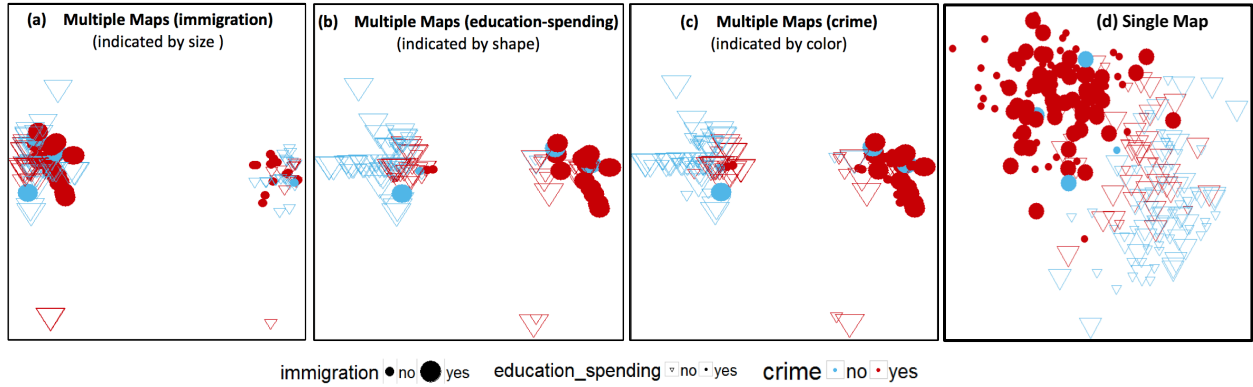 (a) Multiple Maps (immigration)
(indicated by size )
(b) Multiple Maps (education-spending)
(indicated by shape)
(c) Multiple Maps (crime)
(indicated by color)
(d) Single Map
immigration no yes education_spending no yes crime no yes